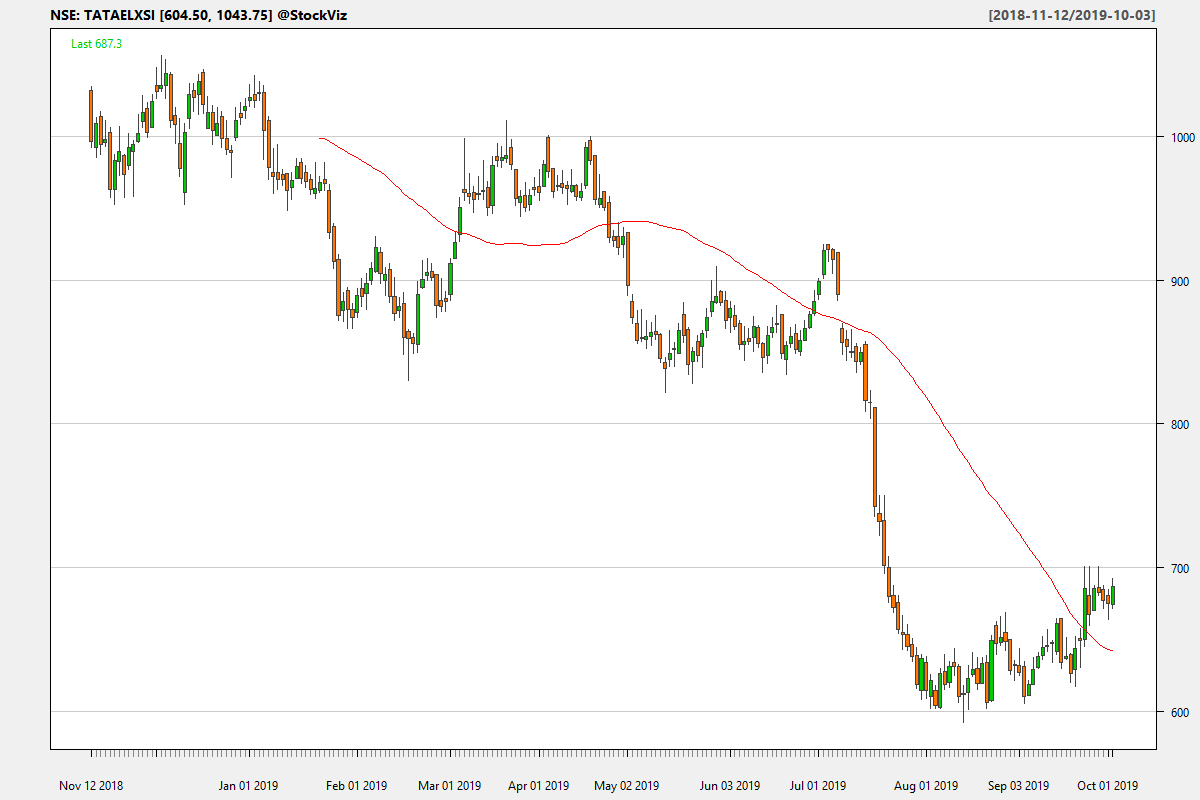 NSE: TATAELXSI [604.50, 1043.75] @StockViz
[2018-11-12/2019-10-03]
Last 687.3
1000
900
800
700
600
Nov 12 2018
Jan 01 2019
Feb 01 2019
Mar 01 2019
Apr 01 2019
May 02 2019
Jun 03 2019
Jul 01 2019
Aug 01 2019
Sep 03 2019
Oct 01 2019